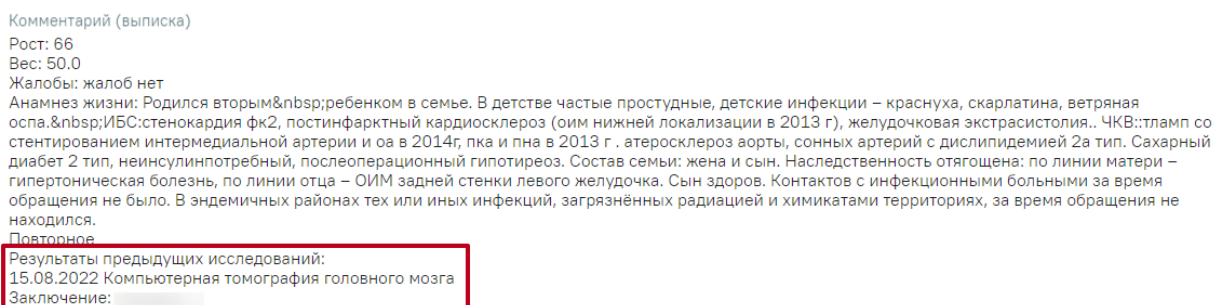 Комментарий (выписка)
Рост: 66
Вес: 50.0
Жалобы: жалоб нет
Анамнез жизни: Родился вторым&nbsp;ребенком в семье. В детстве частые простудные, детские инфекции – краснуха, скарлатина, ветряная
оспа.&nbsp;ИБС:стенокардия фк2, постинфарктный кардиосклероз (оим нижней локализации в 2013 г), желудочковая экстрасистолия.. ЧКВ::тламп со
стентированием интермедиальной артерии и оа в 2014г, пка и пна в 2013 г . атеросклероз аорты, сонных артерий с дислипидемией 2а тип. Сахарный
диабет 2 тип, неинсулинпотребный, послеоперационный гипотиреоз. Состав семьи: жена и сын. Наследственность отягощена: по линии матери –
гипертоническая болезнь, по линии отца – ОИМ задней стенки левого желудочка. Сын здоров. Контактов с инфекционными больными за время
обращения не было. В эндемичных районах тех или иных инфекций, загрязнённых радиацией и химикатами территориях, за время обращения не
находился.
Повторное
Результаты предыдущих исследований:
15.08.2022 Компьютерная томография головного мозга
Заключение: